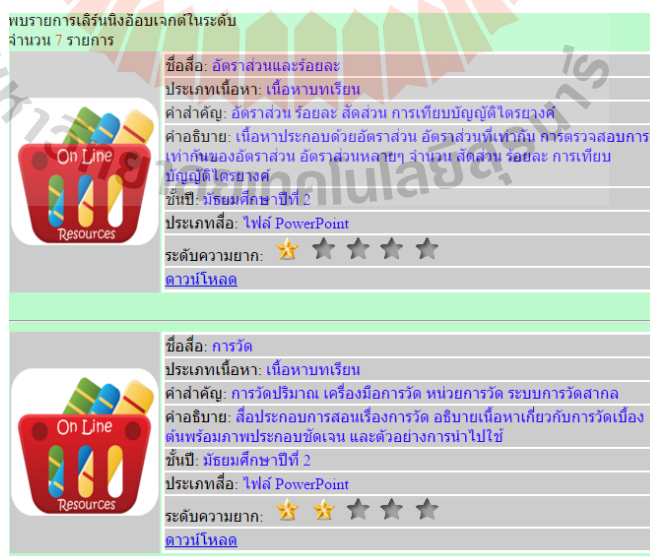 พบรายการเลิร์นนิงอ็อบเจกต์ในระดับ
จำนวน 7 รายการ
ชื่อสื่อ: อัตราส่วนและร้อยละ
ประเภทเนื้อหา: เนื้อหาบทเรียน
คำสำคัญ: อัตราส่วน ร้อยละ สัดส่วน การเทียบบัญญัติไตรยางค์
คำอธิบาย: เนื้อหาประกอบด้วยอัตราส่วน อัตราส่วนที่เท่ากัน การตรวจสอบการ
เท่ากันของอัตราส่วน อัตราส่วนหลายๆ จำนวน สัดส่วน ร้อยละ การเทียบ
บัญญัติไตรยางค์
ชั้นปี: มัธยมศึกษาปีที่ 2
ประเภทสื่อ: ไฟล์ PowerPoint
ระดับความยาก:
ดาวน์โหลด
On Line
Resources
ชื่อสื่อ: การวัด
ประเภทเนื้อหา: เนื้อหาบทเรียน
คำสำคัญ: การวัดปริมาณ เครื่องมือการวัด หน่วยการวัด ระบบการวัดสากล
คำอธิบาย: สื่อประกอบการสอนเรื่องการวัด อธิบายเนื้อหาเกี่ยวกับการวัดเบื้อง
ต้นพร้อมภาพประกอบชัดเจน และตัวอย่างการนำไปใช้
ชั้นปี: มัธยมศึกษาปีที่ 2
ประเภทสื่อ: ไฟล์ PowerPoint
ระดับความยาก:
ดาวน์โหลด
On Line
Resources